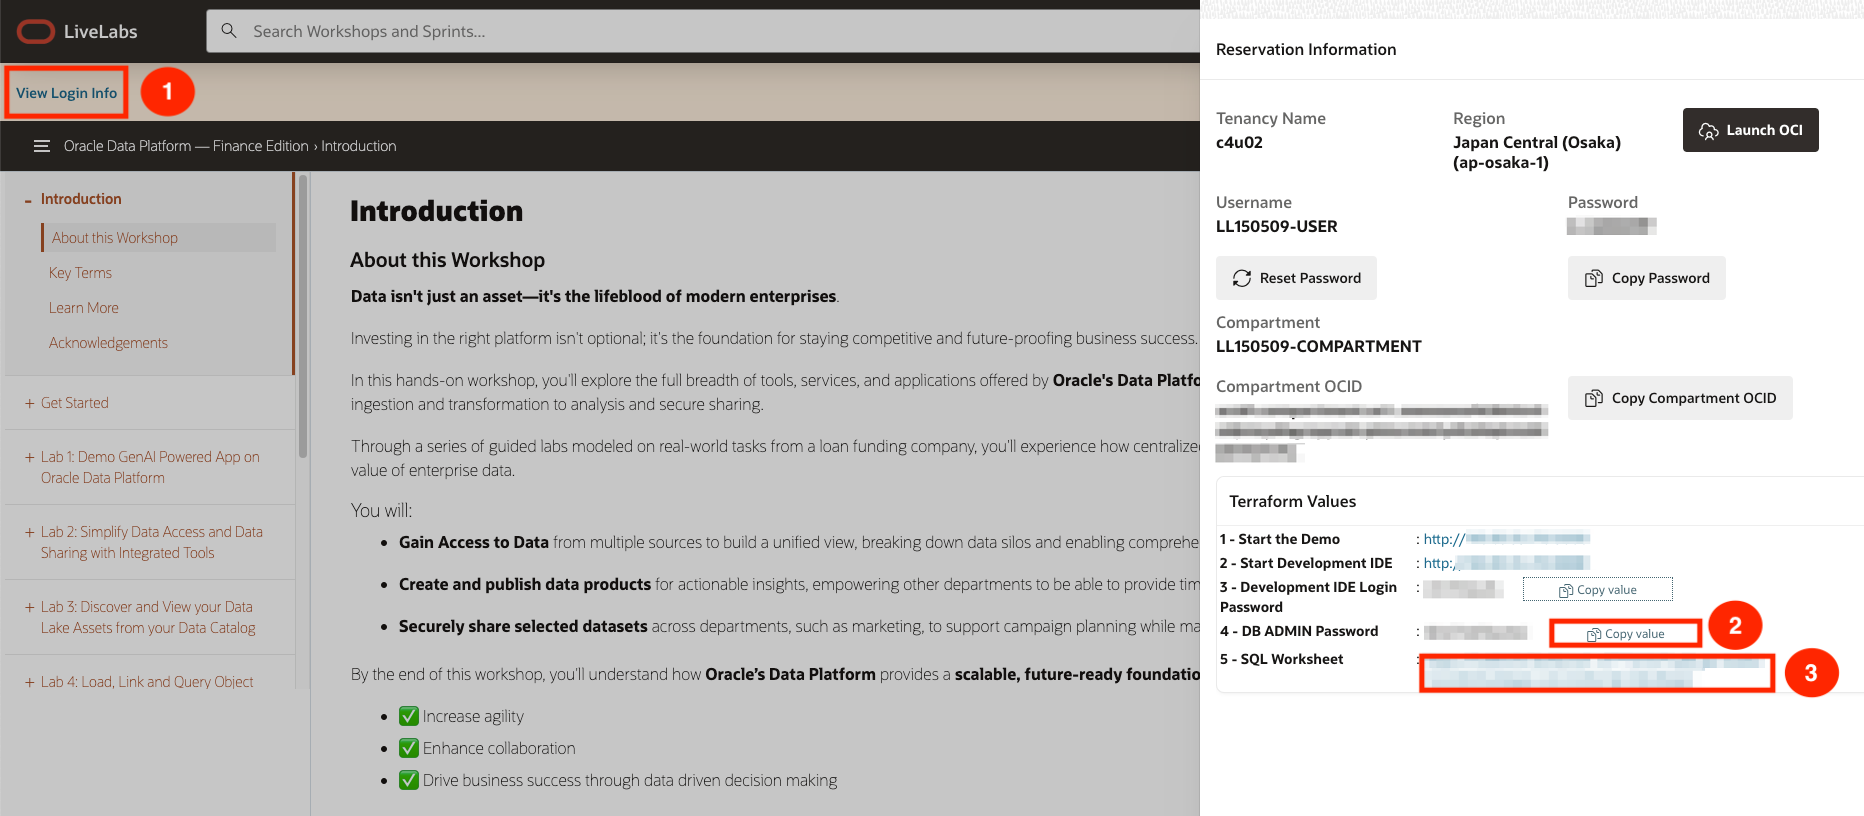 LiveLabs
Search Workshops and Sprints...
View Login Info
1
Oracle Data Platform — Finance Edition › Introduction
- Introduction
About this Workshop
Key Terms
Learn More
Acknowledgements
+ Get Started
+ Lab 1: Demo GenAI Powered App on
Oracle Data Platform
+ Lab 2: Simplify Data Access and Data
Sharing with Integrated Tools
+ Lab 3: Discover and View your Data
Lake Assets from your Data Catalog
+ Lab 4: Load, Link and Query Object
Introduction
About this Workshop
Data isn't just an asset—it's the lifeblood of modern enterprises.
Investing in the right platform isn't optional; it's the foundation for staying competitive and future-proofing business success.
In this hands-on workshop, you'll explore the full breadth of tools, services, and applications offered by Oracle's Data Platfo
ingestion and transformation to analysis and secure sharing.
Through a series of guided labs modeled on real-world tasks from a loan funding company, you'll experience how centralize
value of enterprise data.
You will:
• Gain Access to Data from multiple sources to build a unified view, breaking down data silos and enabling comprehe
• Create and publish data products for actionable insights, empowering other departments to be able to provide tim
• Securely share selected datasets across departments, such as marketing, to support campaign planning while ma
By the end of this workshop, you'll understand how Oracle's Data Platform provides a scalable, future-ready foundatio
• ✅ Increase agility
• ✅ Enhance collaboration
• ✅ Drive business success through data driven decision making
Reservation Information
Tenancy Name
c4u02
Region
Japan Central (Osaka)
(ap-osaka-1)
Launch OCI
Username
LL150509-USER
Password
Reset Password
Copy Password
Compartment
LL150509-COMPARTMENT
Compartment OCID
Copy Compartment OCID
Terraform Values
1 - Start the Demo : http://
2 - Start Development IDE : http:/
3 - Development IDE Login : Copy value
Password
4 - DB ADMIN Password : Copy value
2
5 - SQL Worksheet :
3